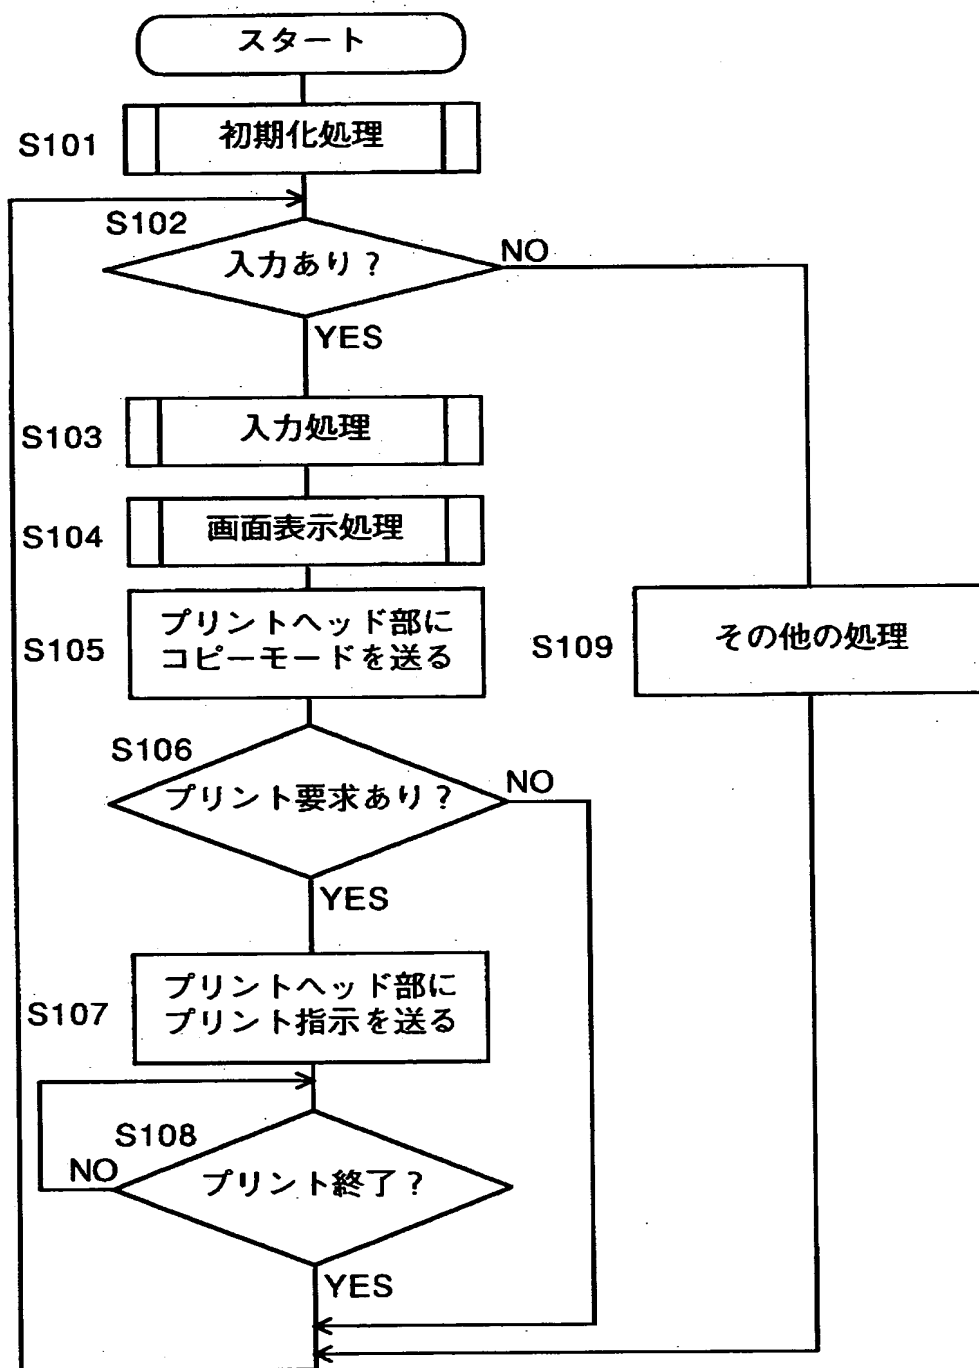 スタート
S101
初期化処理
S102
入力あり？
NO
YES
S103
入力処理
S104
画面表示処理
S105
プリントヘッド部に
コピーモードを送る
S109
その他の処理
S106
プリント要求あり？
NO
YES
S107
プリントヘッド部に
プリント指示を送る
S108
NO
プリント終了？
YES